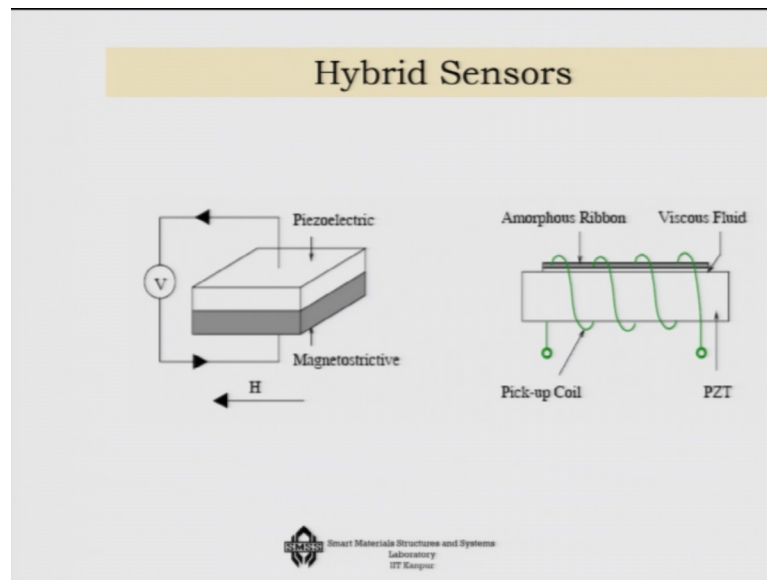 Hybrid Sensors
Piezoelectric
V
Magnetostrictive
H
Amorphous Ribbon
Viscous Fluid
Pick-up Coil
PZT
SMSS
Smart Materials Structures and Systems
Laboratory
IIT Kanpur